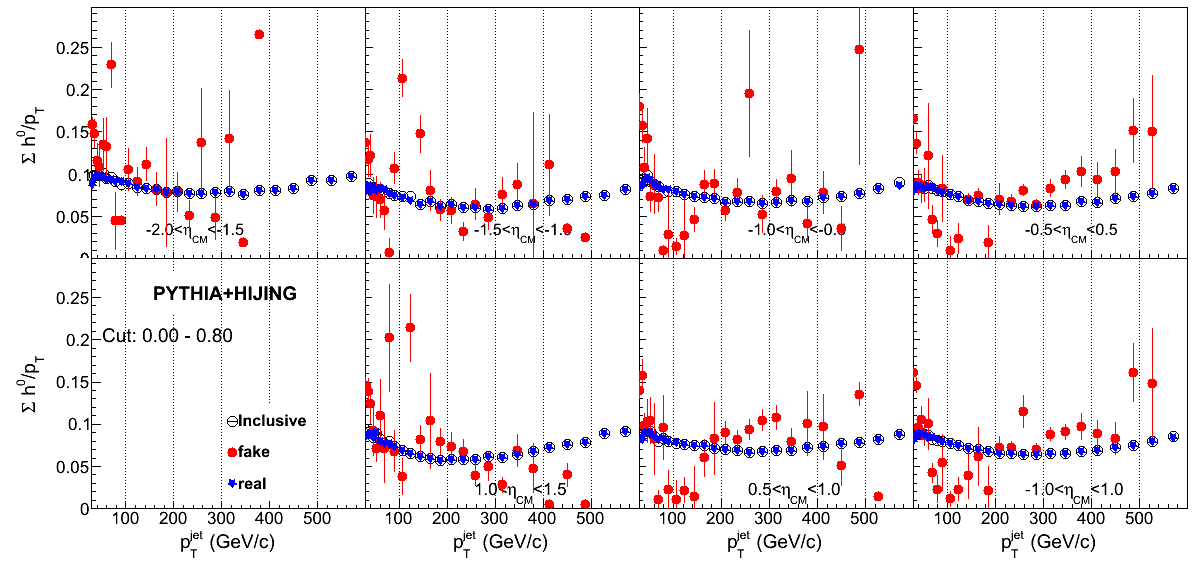 0.25
0.2
0.15
0.1
0.05
0
Σ h⁰/p_T
-2.0<η_CM<-1.5
-1.5<η_CM<-1.0
-1.0<η_CM<-0.5
-0.5<η_CM<0.5
PYTHIA+HIJING
Cut: 0.00 - 0.80
Inclusive
fake
real
0.25
0.2
0.15
0.1
0.05
0
Σ h⁰/p_T
1.0<η_CM<1.5
0.5<η_CM<1.0
-1.0<η_CM<1.0
100 200 300 400 500
100 200 300 400 500
100 200 300 400 500
100 200 300 400 500
p_T^jet (GeV/c)
p_T^jet (GeV/c)
p_T^jet (GeV/c)
p_T^jet (GeV/c)